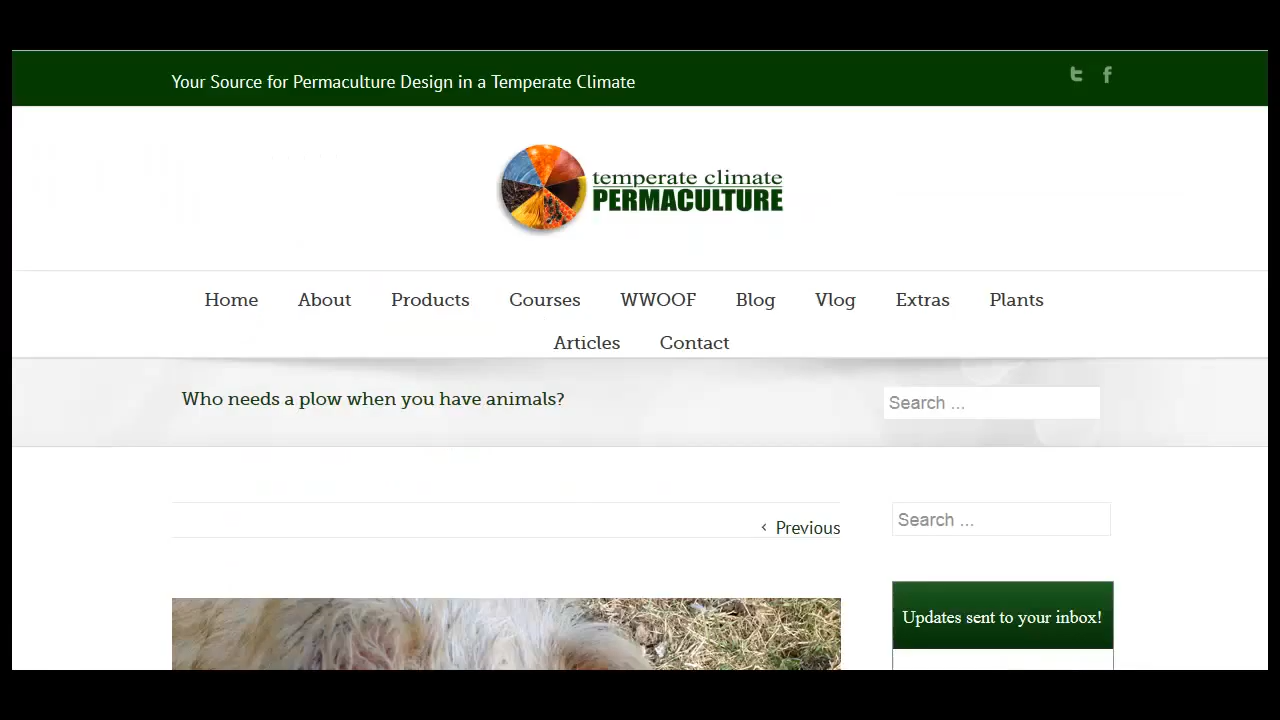 Your Source for Permaculture Design in a Temperate Climate
temperate climate
PERMACULTURE
Home About Products Courses WWOOF Blog Vlog Extras Plants
Articles Contact
Who needs a plow when you have animals?
Search ...
Previous
Search ...
Updates sent to your inbox!